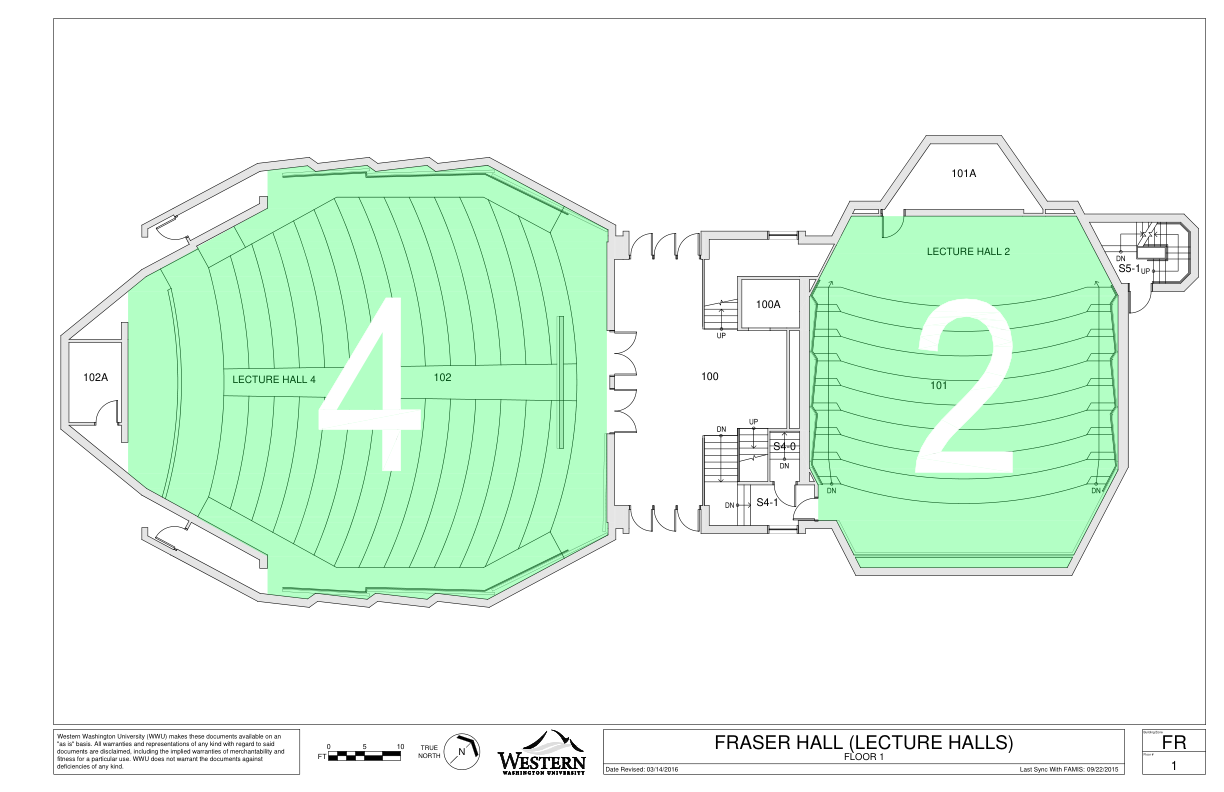 101A
LECTURE HALL 2
DN
S5-1
UP
100A
UP
4
2
102A
LECTURE HALL 4
102
100
101
DN
UP
S4-0
DN
DN
S4-1
DN
DN
Western Washington University (WWU) makes these documents available on an
"as is" basis. All warranties and representations of any kind with regard to said
documents are disclaimed, including the implied warranties of merchantability and
fitness for a particular use. WWU does not warrant the documents against
deficiencies of any kind.
0 5 10
FT
TRUE
NORTH
N
WESTERN
WASHINGTON UNIVERSITY
FRASER HALL (LECTURE HALLS)
FLOOR 1
Date Revised: 03/14/2016
Last Sync With FAMIS: 09/22/2015
FR
1